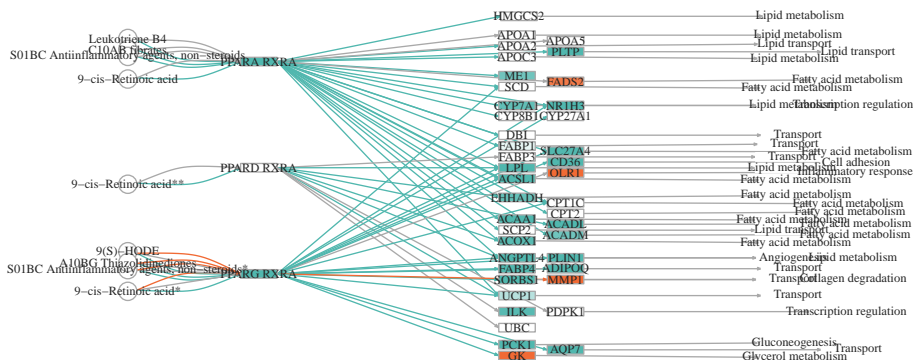 HMGCS2 Lipid metabolism
Leukotriene B4
C10AB fibrates
S01BC Antiinflammatory agents, non−steroids
PPARA RXRA
9−cis−Retinoic acid
APOA1 Lipid metabolism
APOA5
APOA2 Lipid transport
PLTP Lipid transport
APOC3 Lipid metabolism
ME1
FADS2 Fatty acid metabolism
SCD Fatty acid metabolism
CYP7A1 NR1H3 Lipid metabolism Transcription regulation
CYP8B1 CYP27A1
DBI Transport
FABP1 Transport
SLC27A4 Fatty acid metabolism
FABP3 Transport
CD36 Cell adhesion
PPARD RXRA
LPL Lipid metabolism
OLR1 Inflammatory response
ACSL1 Fatty acid metabolism
9−cis−Retinoic acid**
EHHADH Fatty acid metabolism
CPT1C Fatty acid metabolism
CPT2 Fatty acid metabolism
ACAA1 Fatty acid metabolism
ACADL Fatty acid metabolism
SCP2 Lipid transport
ACADM Fatty acid metabolism
ACOX1 Fatty acid metabolism
9(S)−HODE
A10BG Thiazolidinediones
S01BC Antiinflammatory agents, non−steroids*
PPARG RXRA
9−cis−Retinoic acid*
ANGPTL4 PLIN1 Angiogenesis Lipid metabolism
FABP4 ADIPOQ Transport
SORBS1 MMP1 Transport Collagen degradation
UCP1 Transport
ILK PDPK1 Transcription regulation
UBC
PCK1 Gluconeogenesis
AQP7 Transport
GK Glycerol metabolism